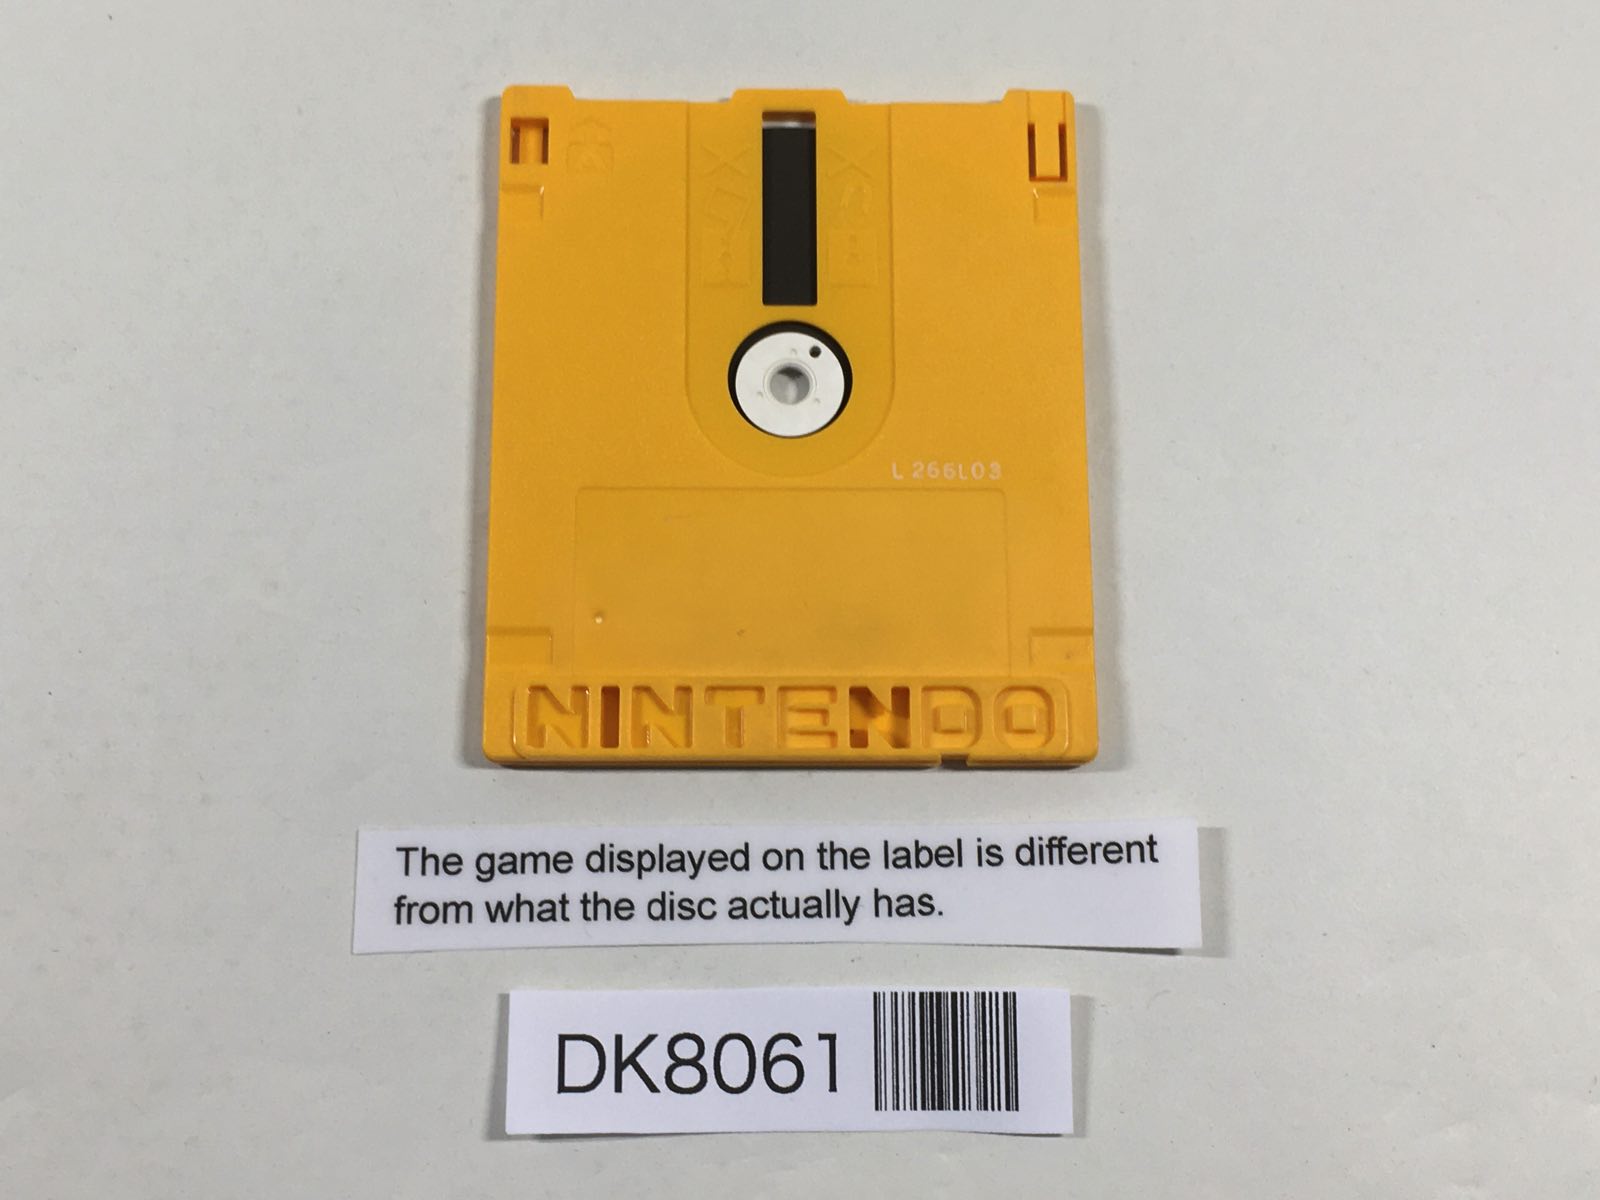 L 266L03
NINTENDO
The game displayed on the label is different
from what the disc actually has.
DK8061